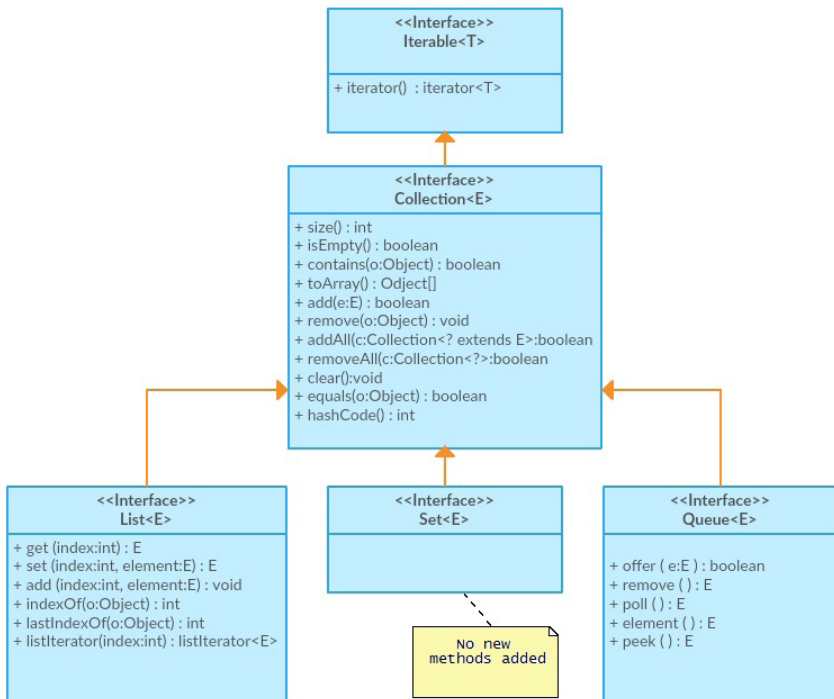 <<Interface>>
Iterable<T>
+ iterator() : iterator<T>
<<Interface>>
Collection<E>
+ size() : int
+ isEmpty() : boolean
+ contains(o:Object) : boolean
+ toArray() : Odject[]
+ add(e:E) : boolean
+ remove(o:Object) : void
+ addAll(c:Collection<? extends E>:boolean
+ removeAll(c:Collection<?>:boolean
+ clear():void
+ equals(o:Object) : boolean
+ hashCode() : int
<<Interface>>
List<E>
+ get (index:int) : E
+ set (index:int, element:E) : E
+ add (index:int, element:E) : void
+ indexOf(o:Object) : int
+ lastIndexOf(o:Object) : int
+ listIterator(index:int) : listIterator<E>
<<Interface>>
Set<E>
No new
methods added
<<Interface>>
Queue<E>
+ offer ( e:E ) : boolean
+ remove ( ) : E
+ poll ( ) : E
+ element ( ) : E
+ peek ( ) : E